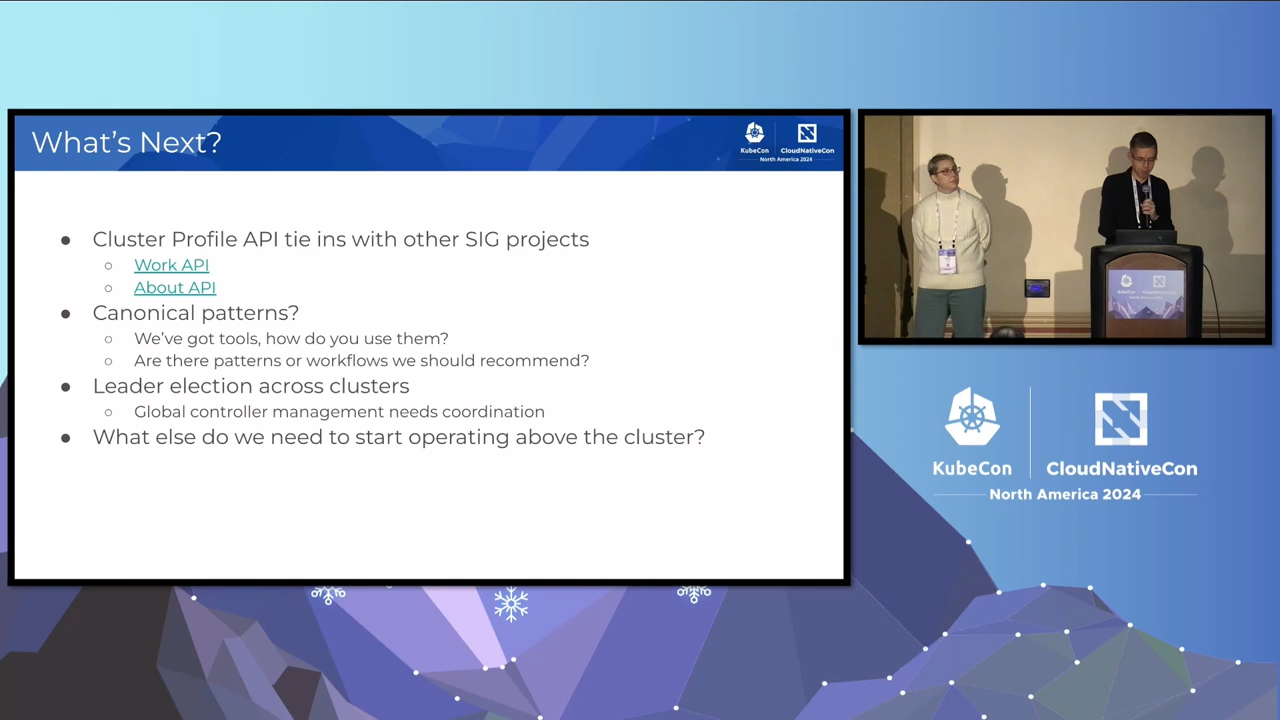 What's Next?
KubeCon
CloudNativeCon
North America 2024
● Cluster Profile API tie ins with other SIG projects
○ Work API
○ About API
● Canonical patterns?
○ We've got tools, how do you use them?
○ Are there patterns or workflows we should recommend?
● Leader election across clusters
○ Global controller management needs coordination
● What else do we need to start operating above the cluster?
KubeCon
CloudNativeCon
North America 2024